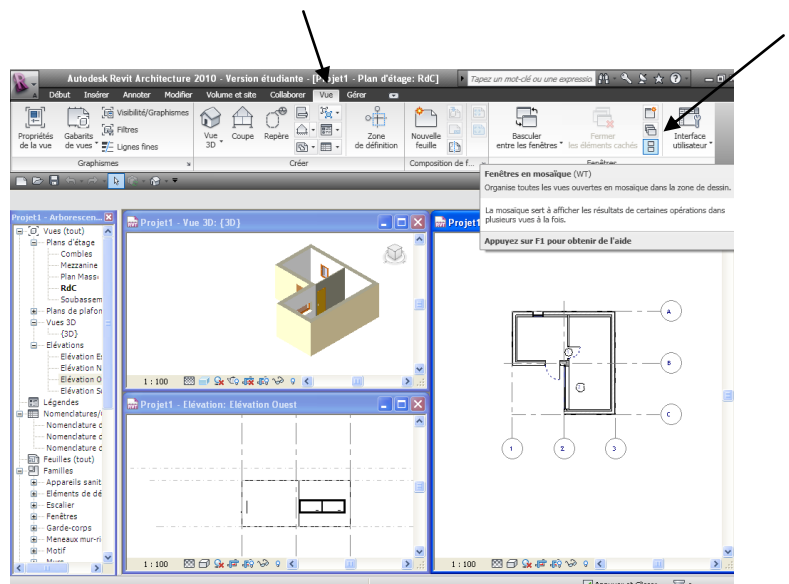 Autodesk Revit Architecture 2010 - Version étudiante - [Projet1 - Plan d'étage: RdC]
Tapez un mot-clé ou une expressio
Début Insérer Annoter Modifier Volume et site Collaborer Vue Gérer
Propriétés de la vue
Gabarits de vues
Visibilité/Graphismes
Filtres
Lignes fines
Vue 3D
Coupe
Repère
Zone de définition
Nouvelle feuille
Basculer entre les fenêtres
Fermer les éléments cachés
Interface utilisateur
Graphismes
Créer
Composition de f...
Fenêtres
Fenêtres en mosaïque (WT)
Organise toutes les vues ouvertes en mosaïque dans la zone de dessin.
La mosaïque sert à afficher les résultats de certaines opérations dans
plusieurs vues à la fois.
Appuyez sur F1 pour obtenir de l'aide
Projet1 - Arborescen...
Vues (tout)
Plans d'étage
Combles
Mezzanine
Plan Mass
RdC
Soubassem
Plans de plafon
Vues 3D
{3D}
Elévations
Elévation E
Elévation N
Elévation O
Elévation S
Légendes
Nomenclatures/
Nomenclature d
Nomenclature d
Nomenclature d
Feuilles (tout)
Familles
Appareils sanit
Eléments de dé
Escalier
Fenêtres
Garde-corps
Meneaux mur-ri
Motif
Murs
Projet1 - Vue 3D: {3D}
1 : 100
Projet1 - Elévation: Elévation Ouest
1 : 100
Projet1
A
B
C
1
2
3
1 : 100